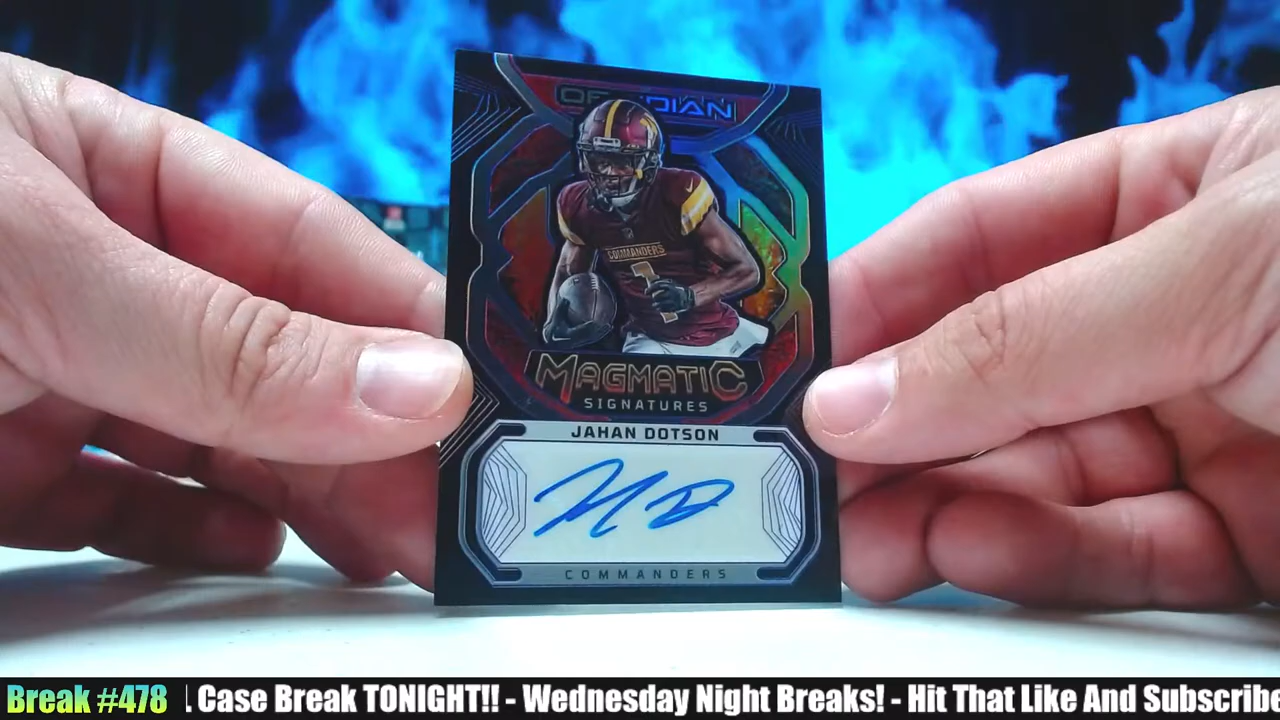 OBSIDIAN
COMMANDERS
1
MAGMATIC
SIGNATURES
JAHAN DOTSON
COMMANDERS
Break #478 Case Break TONIGHT!! - Wednesday Night Breaks! - Hit That Like And Subscribe